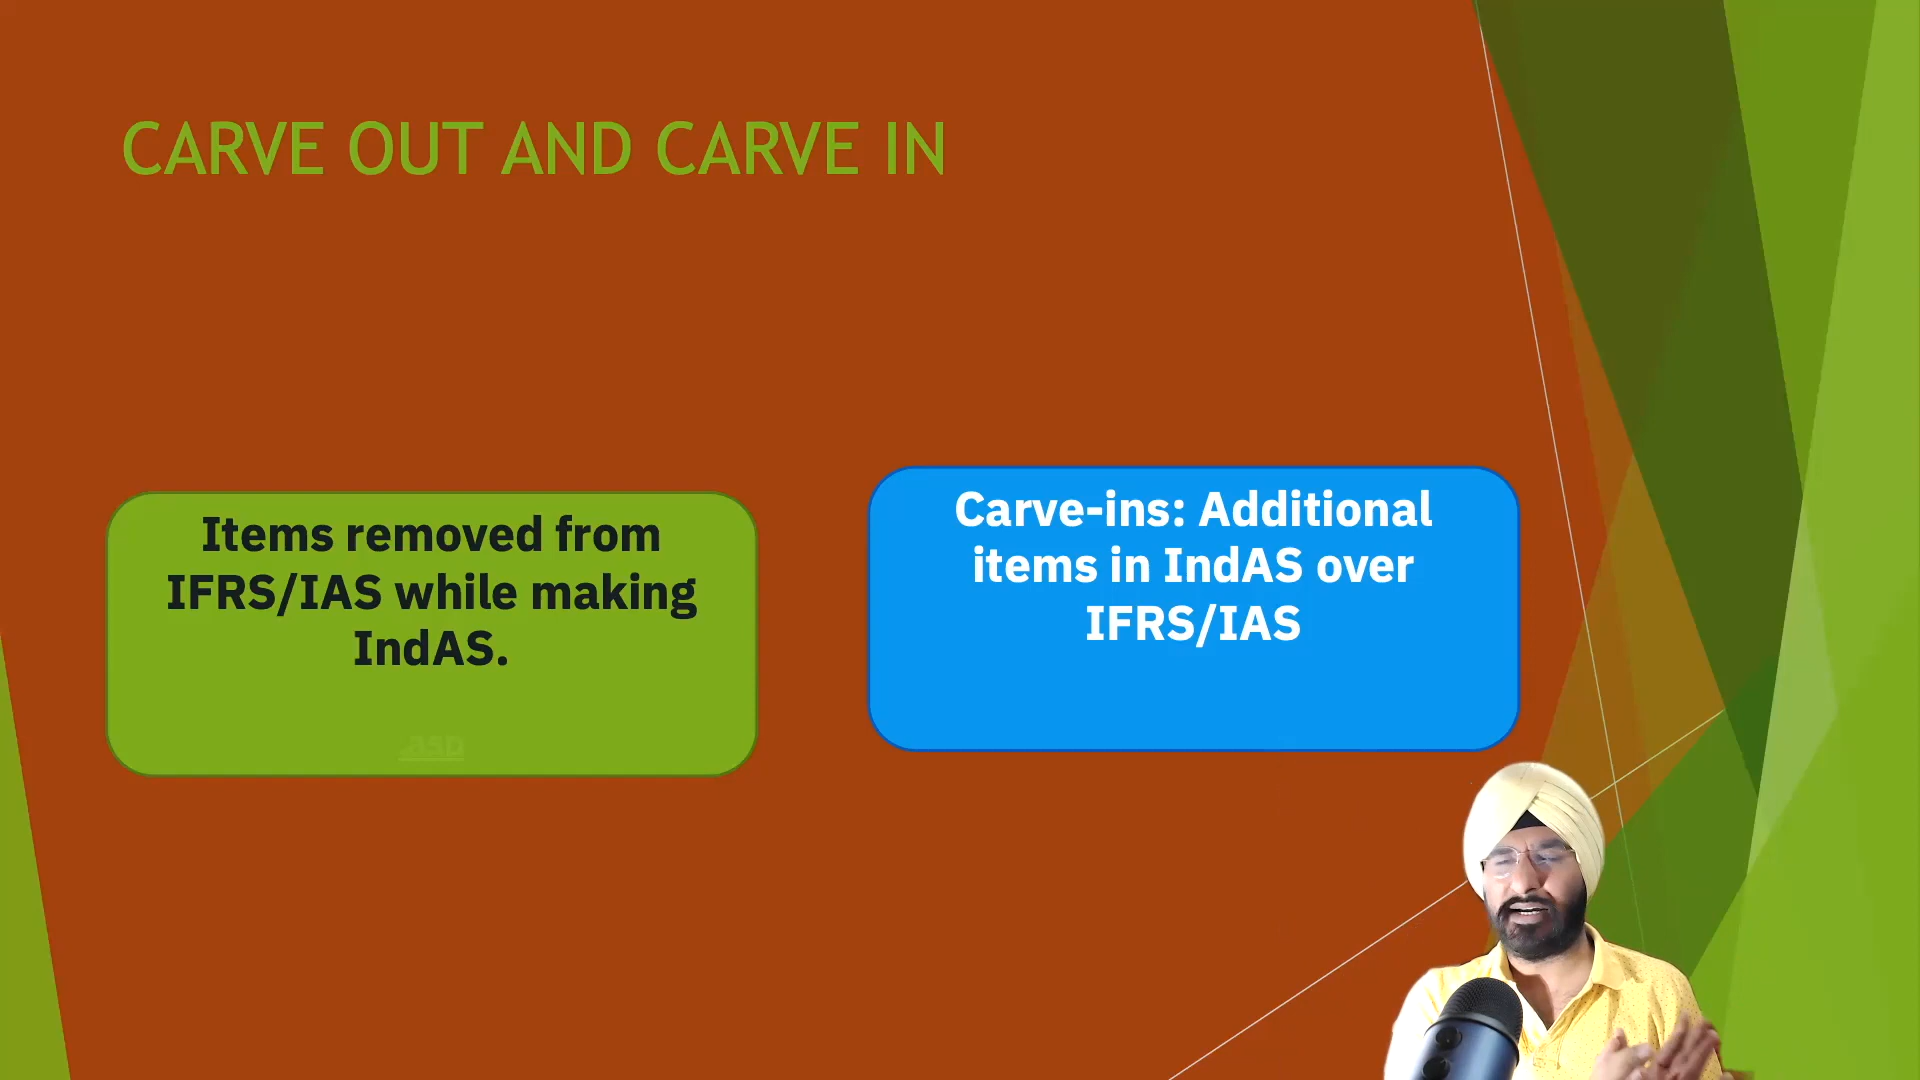 CARVE OUT AND CARVE IN
Items removed from
IFRS/IAS while making
IndAS.
Carve-ins: Additional
items in IndAS over
IFRS/IAS